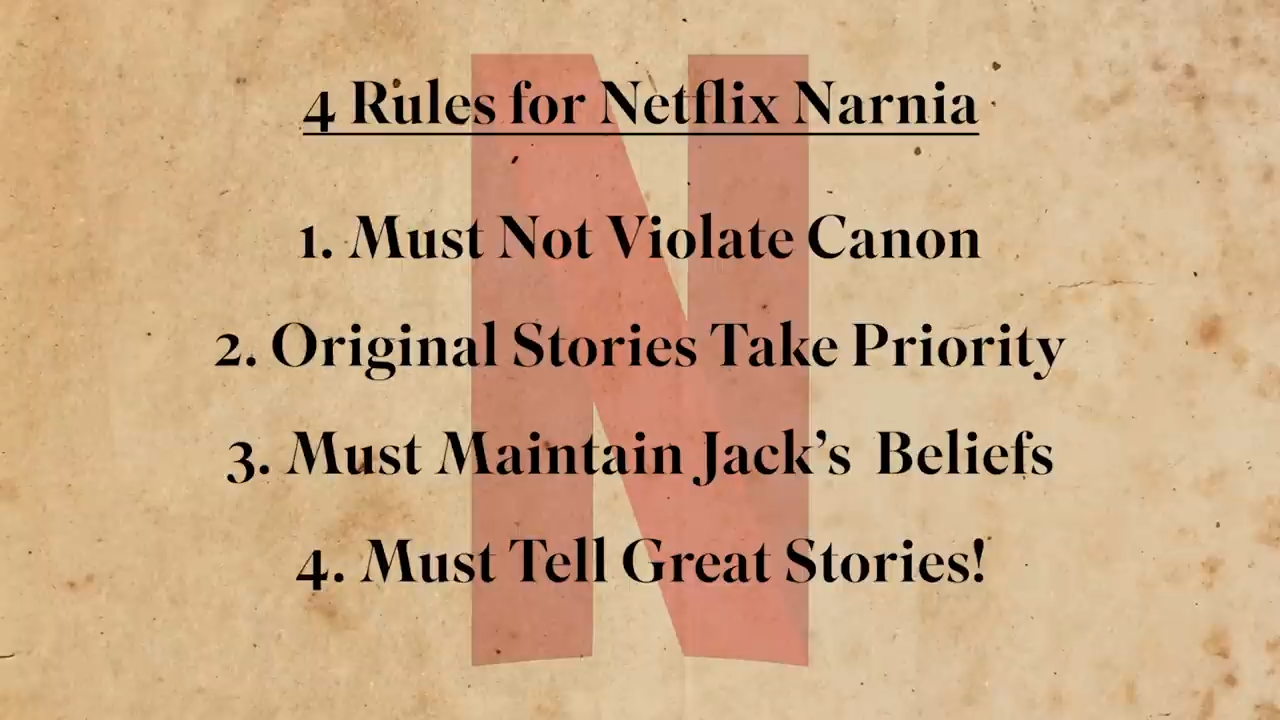 4 Rules for Netflix Narnia
1. Must Not Violate Canon
2. Original Stories Take Priority
3. Must Maintain Jack's Beliefs
4. Must Tell Great Stories!